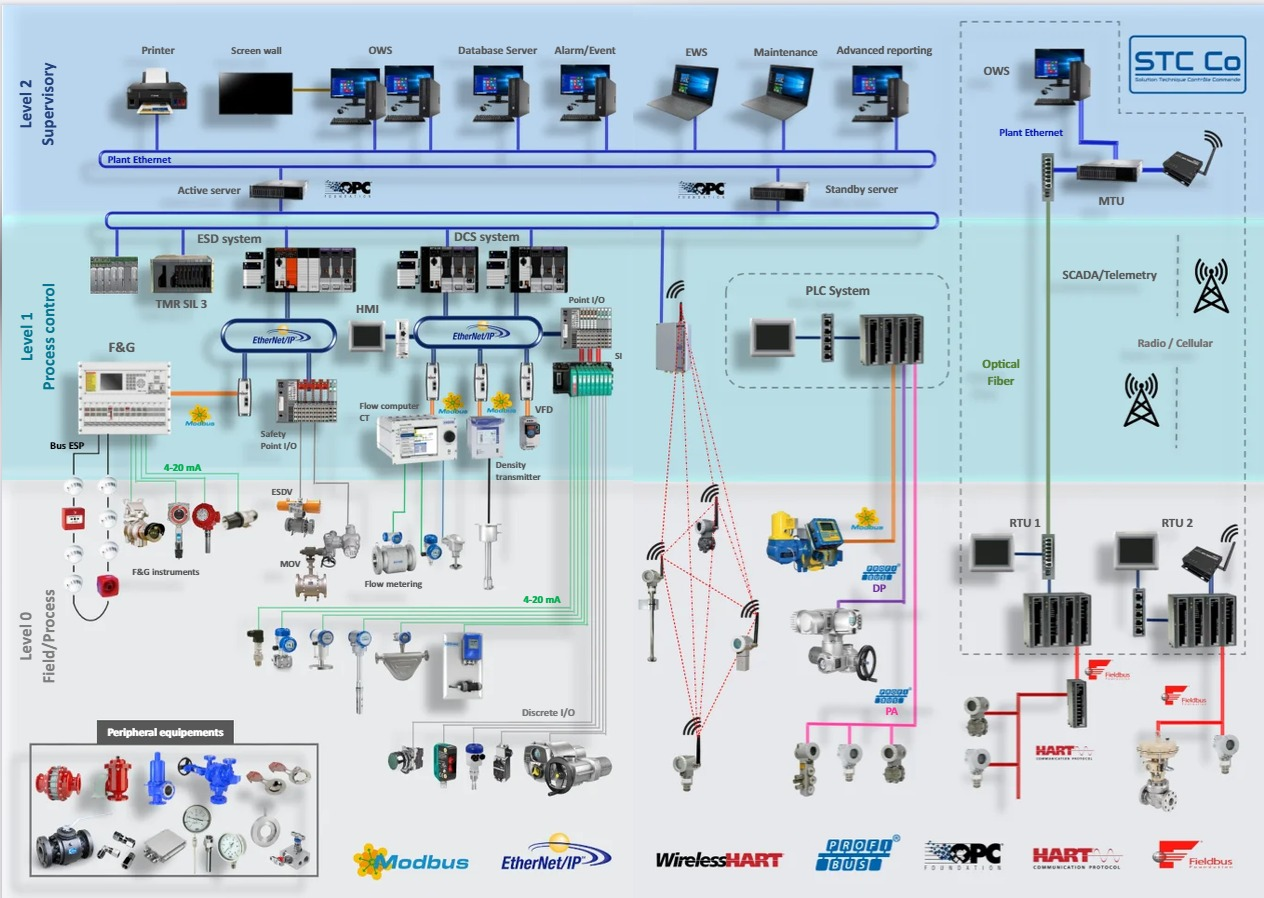 Printer
Screen wall
OWS
Database Server
Alarm/Event
EWS
Maintenance
Advanced reporting
OWS
STC Co
Solution Technique Contrôle Commande
Level 2
Supervisory
Plant Ethernet
Plant Ethernet
Active server
OPC
FOUNDATION
OPC
FOUNDATION
Standby server
MTU
Level 1
Process control
ESD system
DCS system
TMR SIL 3
HMI
Point I/O
EtherNet/IP
EtherNet/IP
SI
PLC System
SCADA/Telemetry
Radio / Cellular
Optical
Fiber
F&G
Modbus
Safety
Point I/O
Flow computer
CT
Modbus
Modbus
VFD
Density
transmitter
Bus ESP
4-20 mA
Level 0
Field/Process
ESDV
MOV
F&G instruments
Flow metering
4-20 mA
Discrete I/O
Modbus
PROFI
BUS
DP
PROFI
BUS
PA
RTU 1
RTU 2
Fieldbus
Fieldbus
HART
COMMUNICATION PROTOCOL
Peripheral equipements
Modbus
EtherNet/IP
WirelessHART
PROFI
BUS
OPC
FOUNDATION
HART
COMMUNICATION PROTOCOL
Fieldbus
Foundation